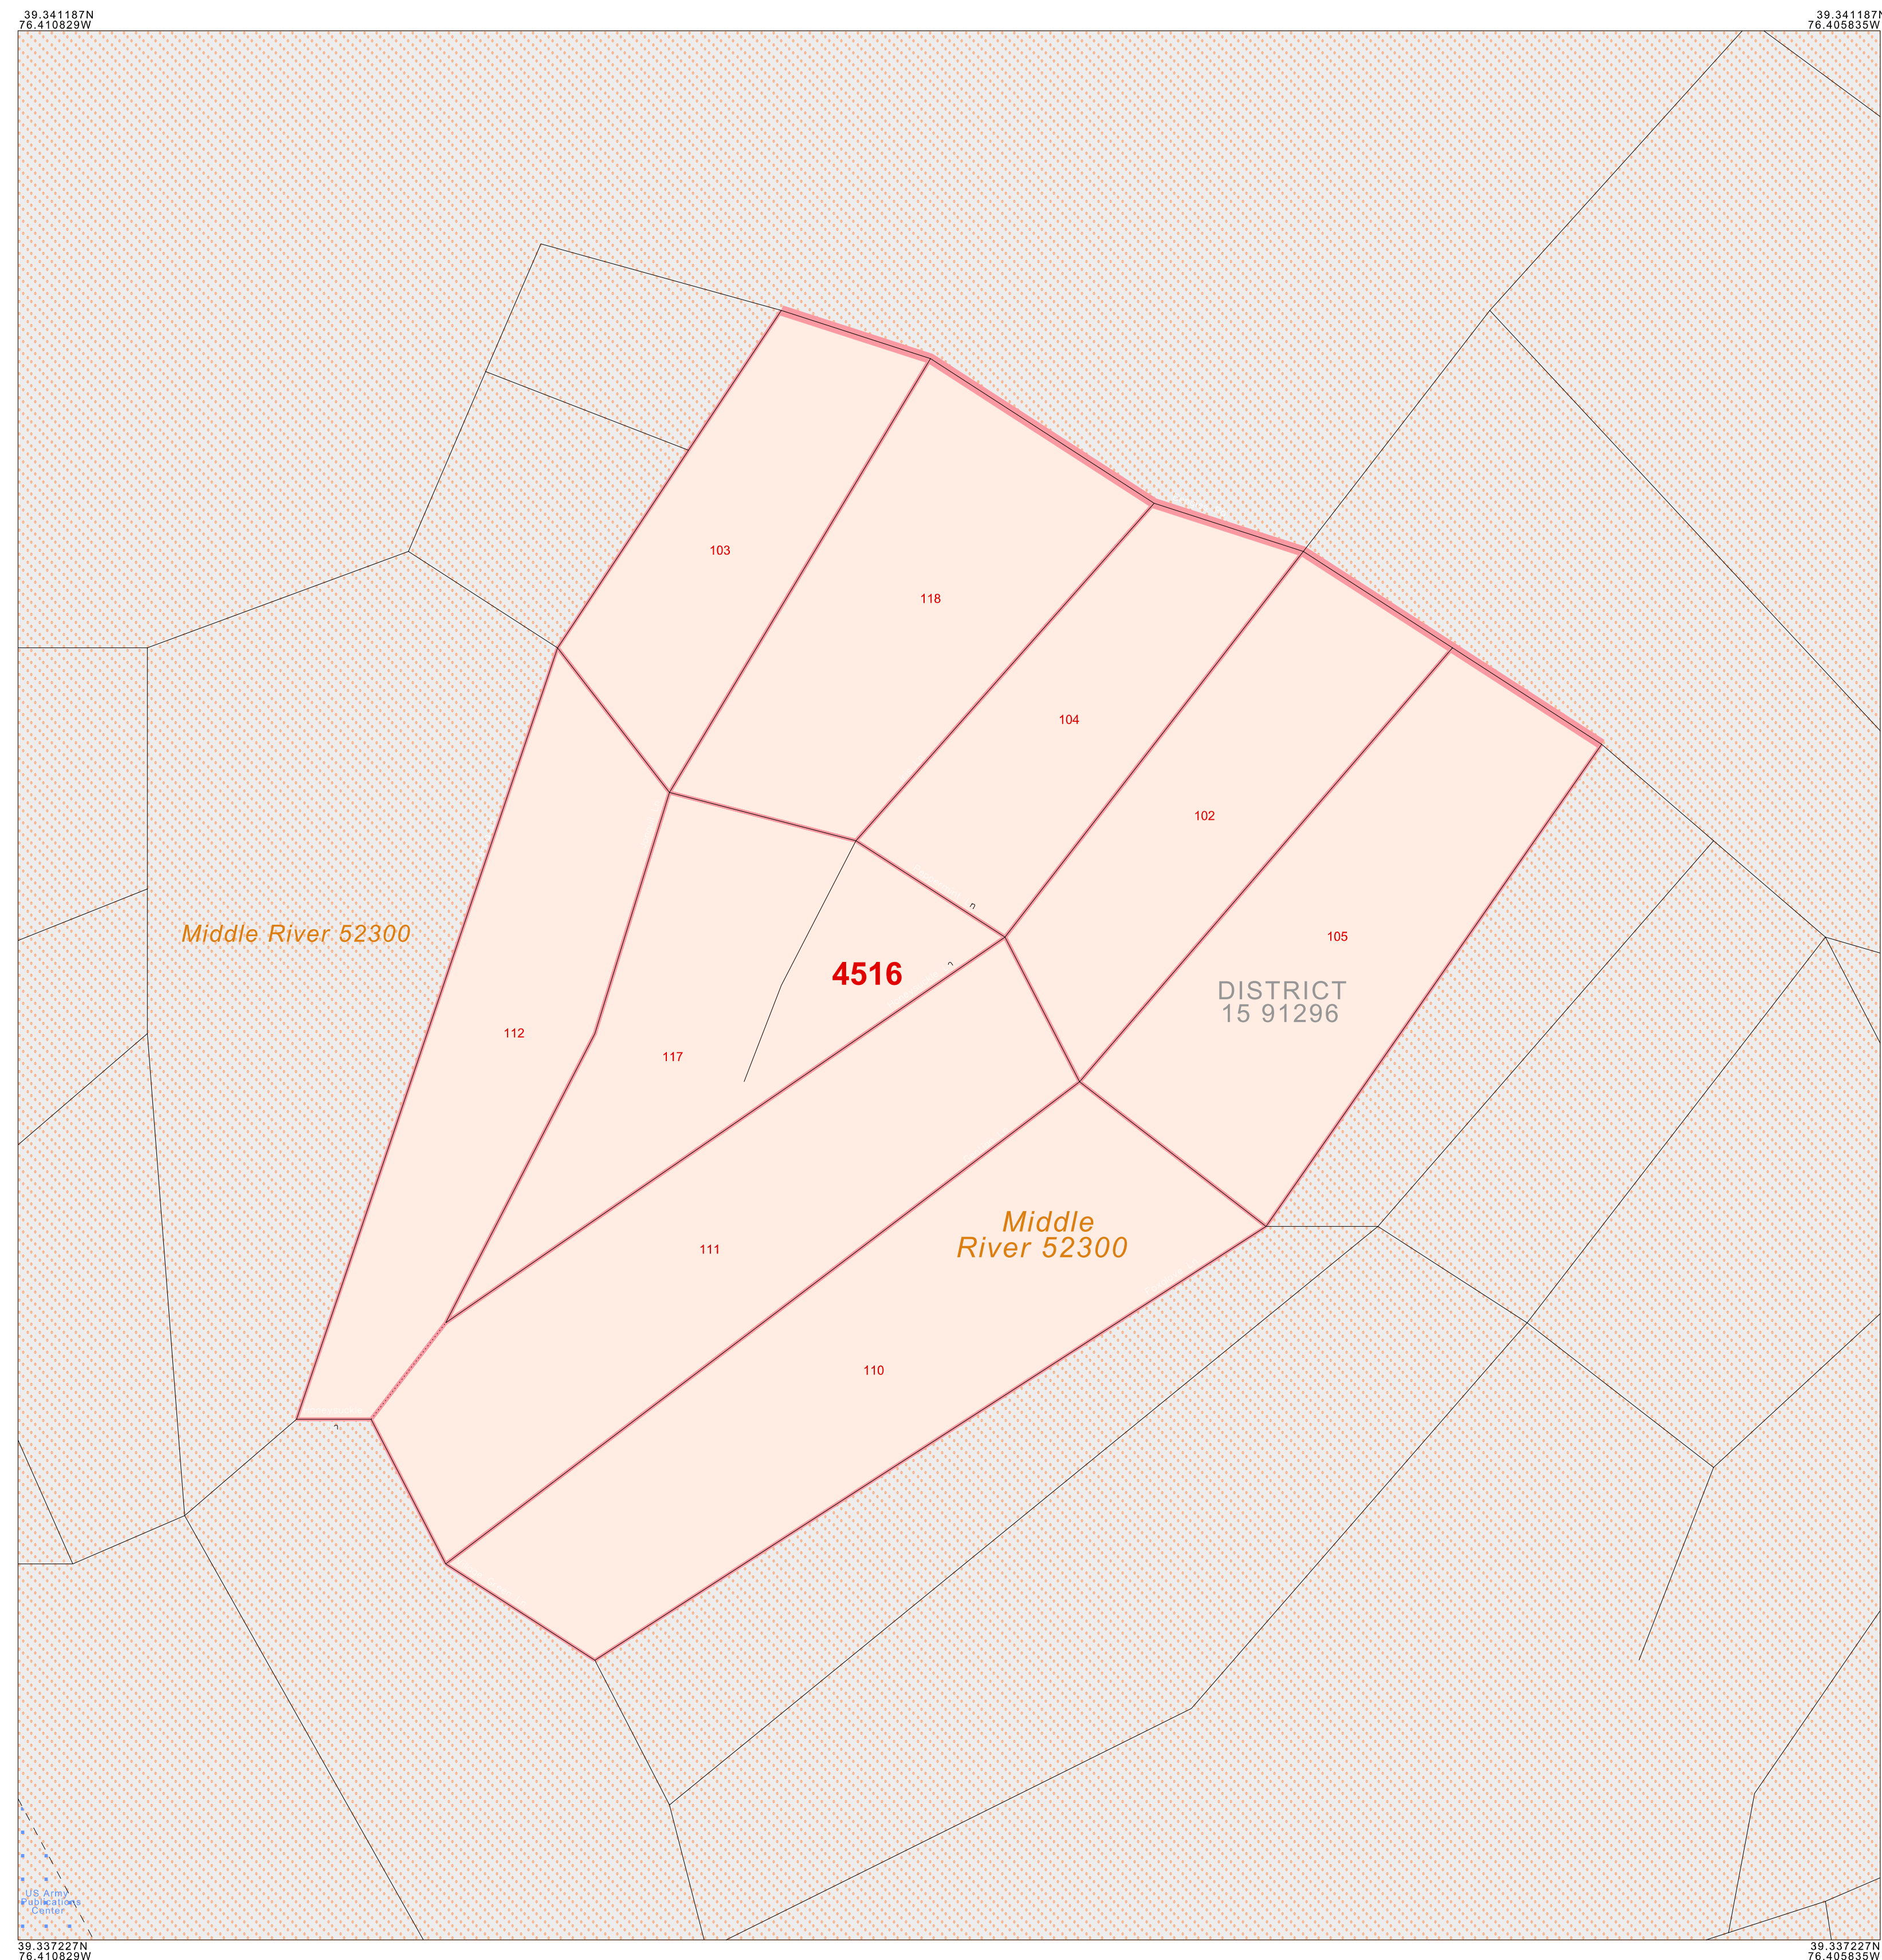 39.341187N
76.410829W
39.341187N
76.405835W
103
118
104
102
105
Middle River 52300
4516
DISTRICT
15 91296
112
117
Middle
River 52300
111
110
US Army
Publications
Center
39.337227N
76.410829W
39.337227N
76.405835W